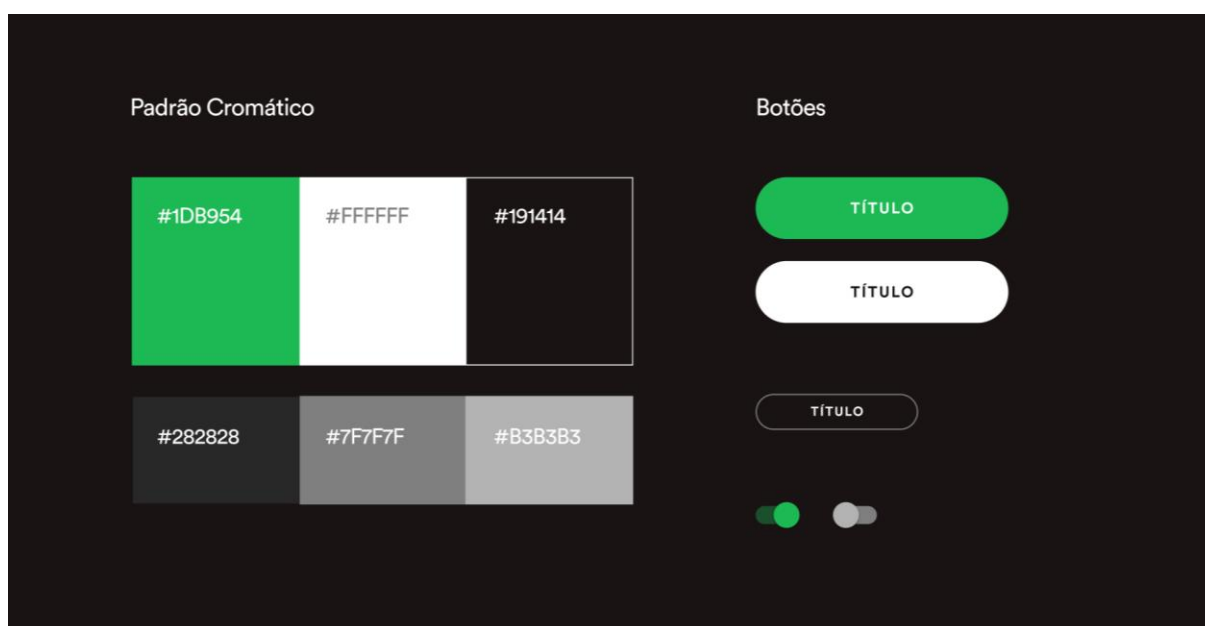 Padrão Cromático
#1DB954
#FFFFFF
#191414
#282828
#7F7F7F
#B3B3B3
Botões
TÍTULO
TÍTULO
TÍTULO